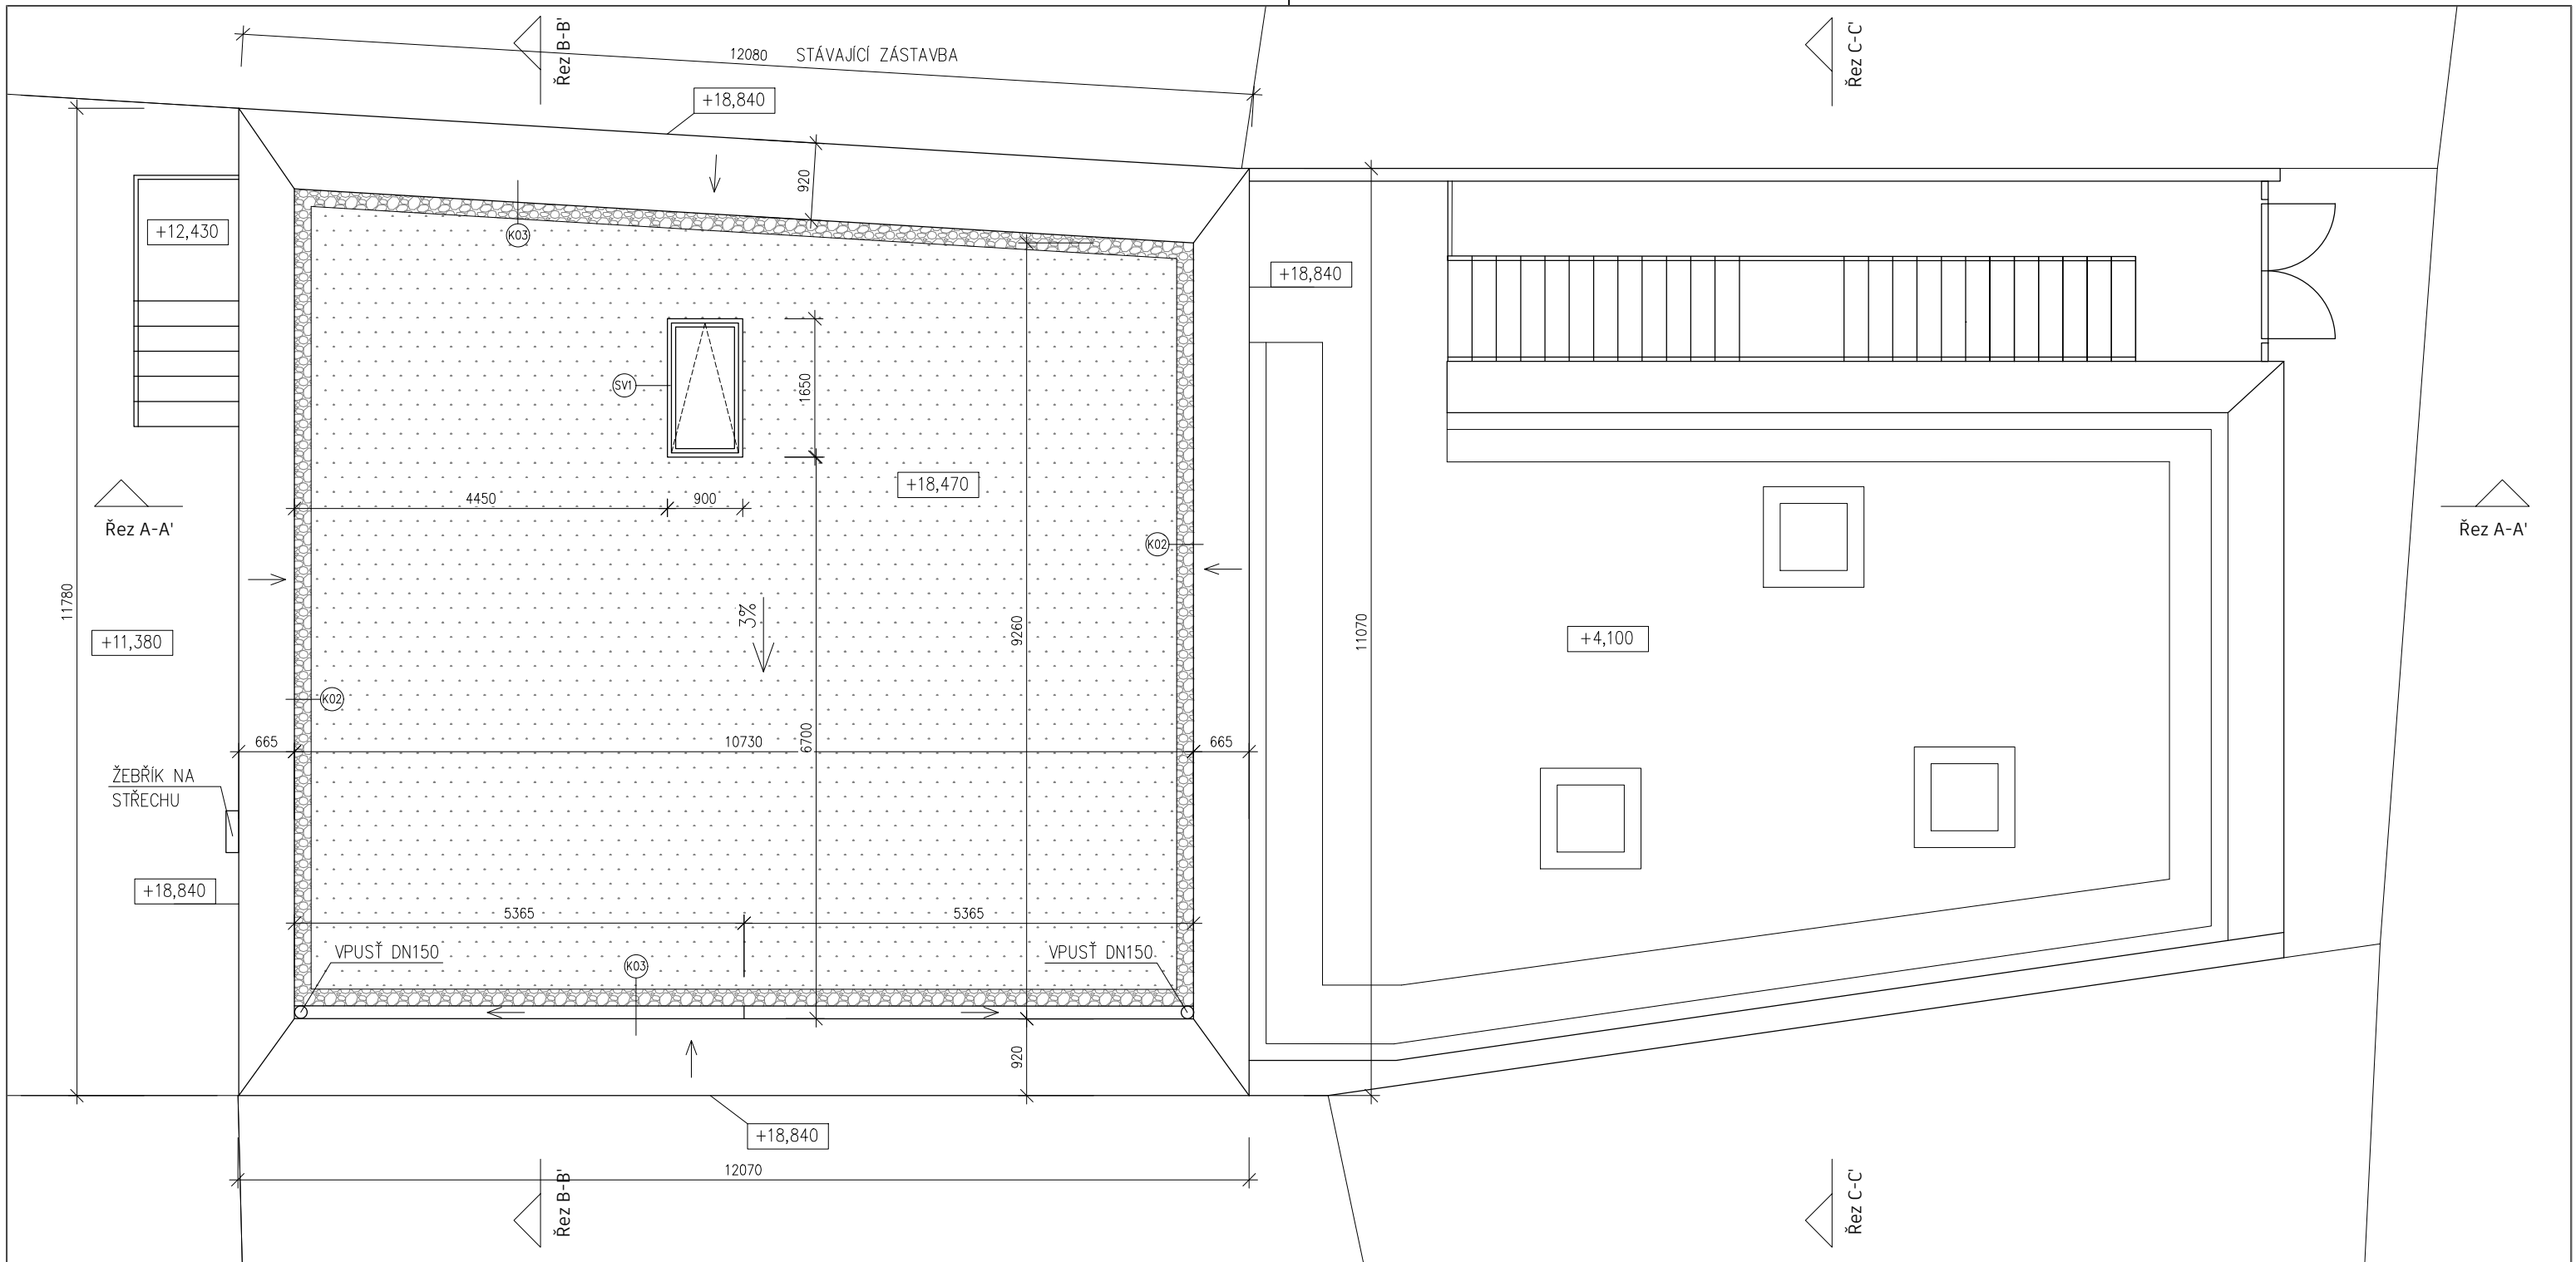 Řez B-B'
Řez C-C'
12080 STÁVAJÍCÍ ZÁSTAVBA
+18,840
920
+12,430
K03
+18,840
SV1
1650
+18,470
4450
900
Řez A-A'
Řez A-A'
K02
11780
3%
9260
11070
+11,380
+4,100
K02
665
10730
6700
665
ŽEBŘÍK NA
STŘECHU
+18,840
5365
5365
VPUSŤ DN150
K03
VPUSŤ DN150
920
+18,840
12070
Řez B-B'
Řez C-C'